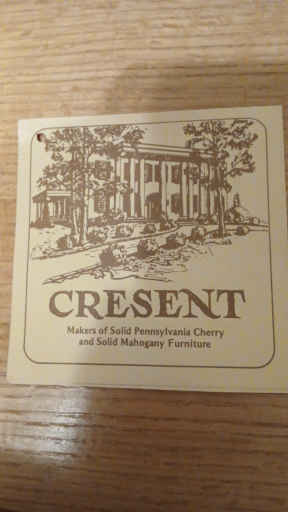 CRESENT
Makers of Solid Pennsylvania Cherry
and Solid Mahogany Furniture